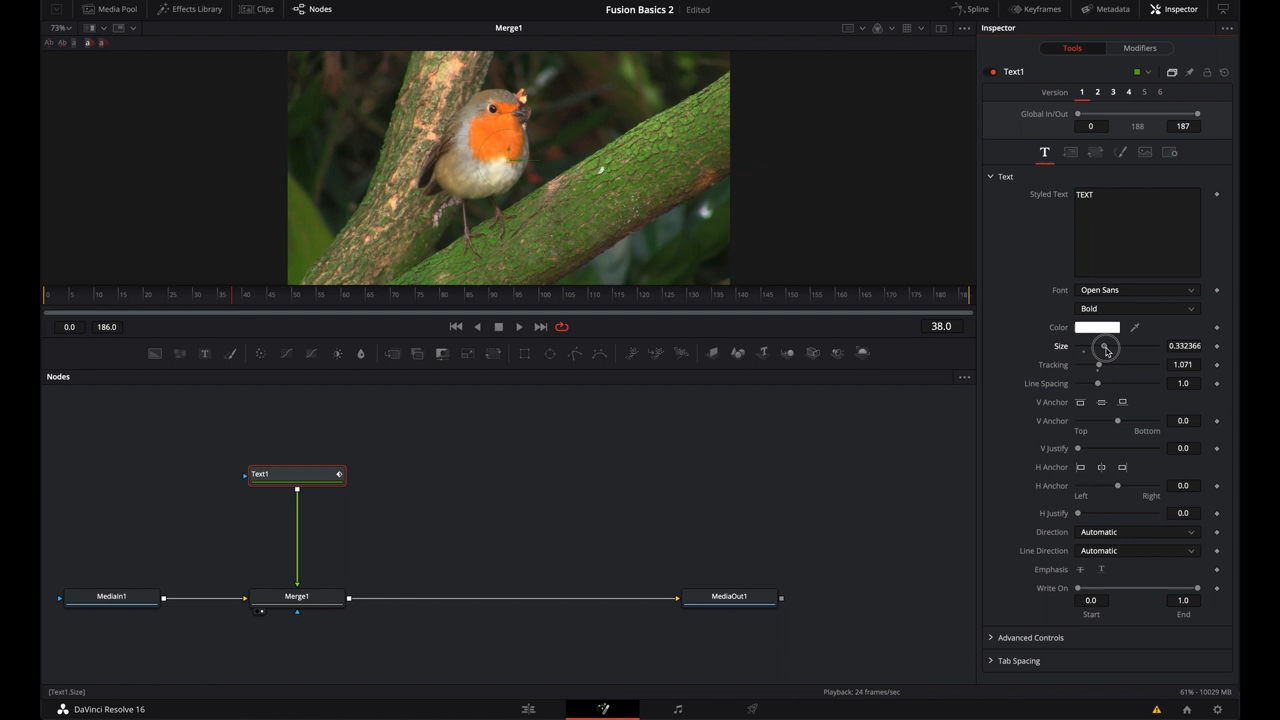 Media Pool
Effects Library
Clips
Nodes
Fusion Basics 2
Edited
Spline
Keyframes
Metadata
Inspector
73%
Merge1
Inspector
Tools
Modifiers
Text1
Version 1 2 3 4 5 6
Global In/Out
0 188 187
Text
Styled Text
TEXT
Font Open Sans
Bold
Color
Size 0.332366
Tracking 1.071
Line Spacing 1.0
V Anchor
V Anchor 0.0
Top Bottom
V Justify 0.0
H Anchor
H Anchor 0.0
Left Right
H Justify 0.0
Direction Automatic
Line Direction Automatic
Emphasis
Write On
0.0 1.0
Start End
Advanced Controls
Tab Spacing
0 5 10 15 20 25 30 35 40 45 50 55 60 65 70 75 80 85 90 95 100 105 110 115 120 125 130 135 140 145 150 155 160 165 170 175 180
0.0 186.0
38.0
Nodes
Text1
MediaIn1
Merge1
MediaOut1
[Text1.Size]
Playback: 24 frames/sec
61% - 10029 MB
DaVinci Resolve 16